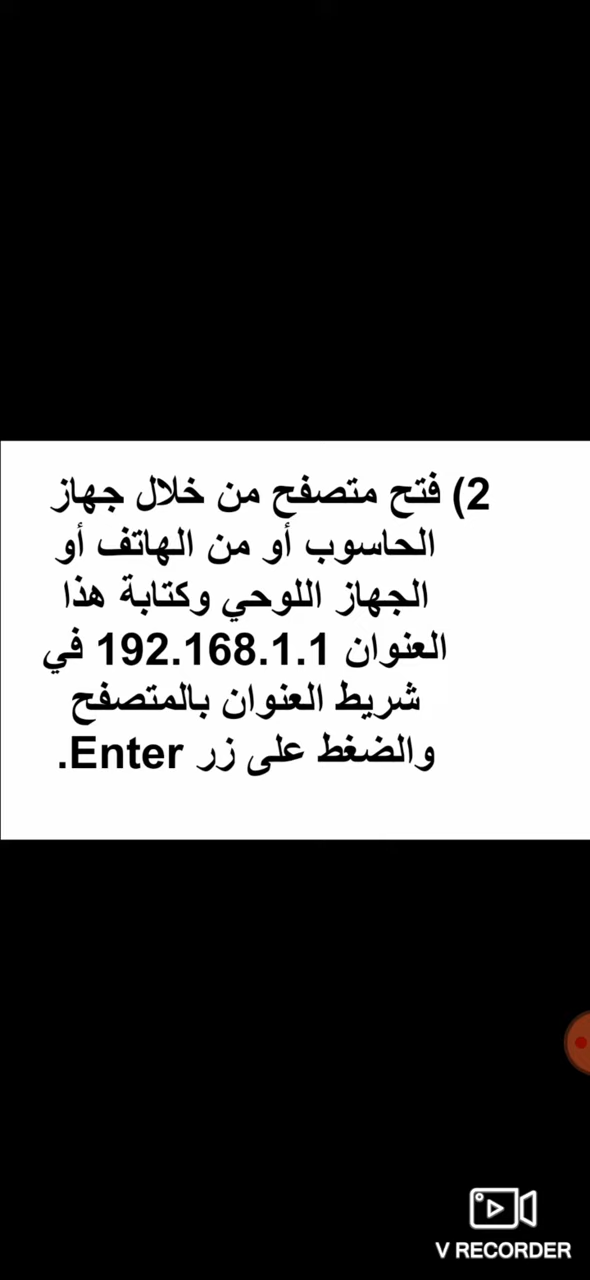 2) فتح متصفح من خلال جهاز
الحاسوب أو من الهاتف أو
الجهاز اللوحي وكتابة هذا
العنوان 192.168.1.1 في
شريط العنوان بالمتصفح
والضغط على زر Enter.
V RECORDER